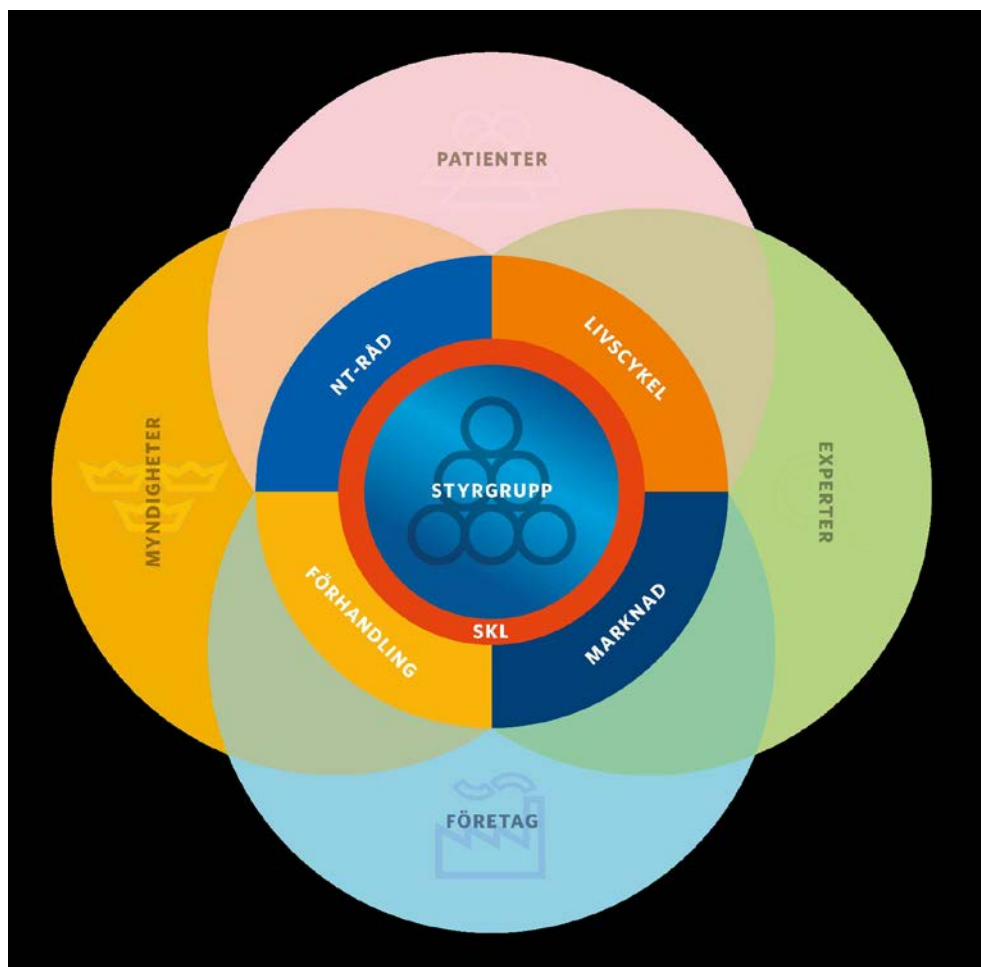 PATIENTER
NT-RÅD
LIVSCYKEL
MYNDIGHETER
STYRGRUPP
EXPERTER
FÖRHANDLING
SKL
MARKNAD
FÖRETAG